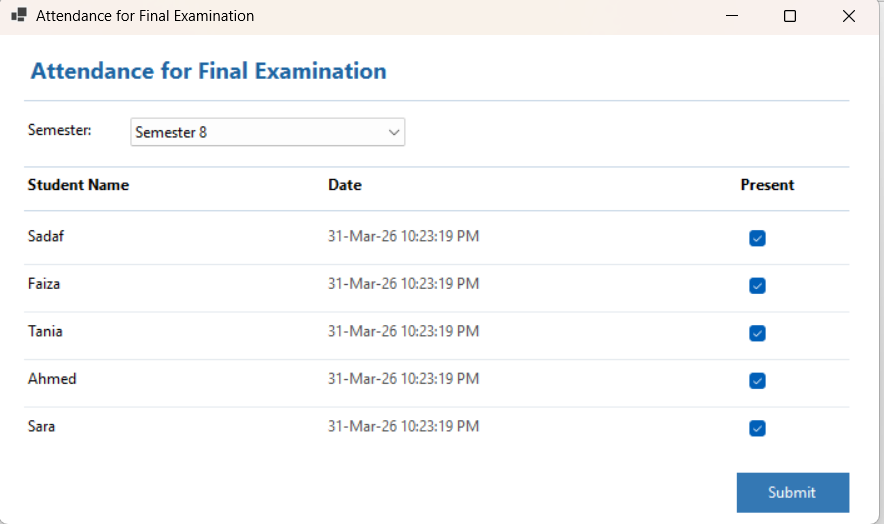 Attendance for Final Examination
Attendance for Final Examination
Semester: Semester 8
Student Name Date Present
Sadaf 31-Mar-26 10:23:19 PM
Faiza 31-Mar-26 10:23:19 PM
Tania 31-Mar-26 10:23:19 PM
Ahmed 31-Mar-26 10:23:19 PM
Sara 31-Mar-26 10:23:19 PM
Submit